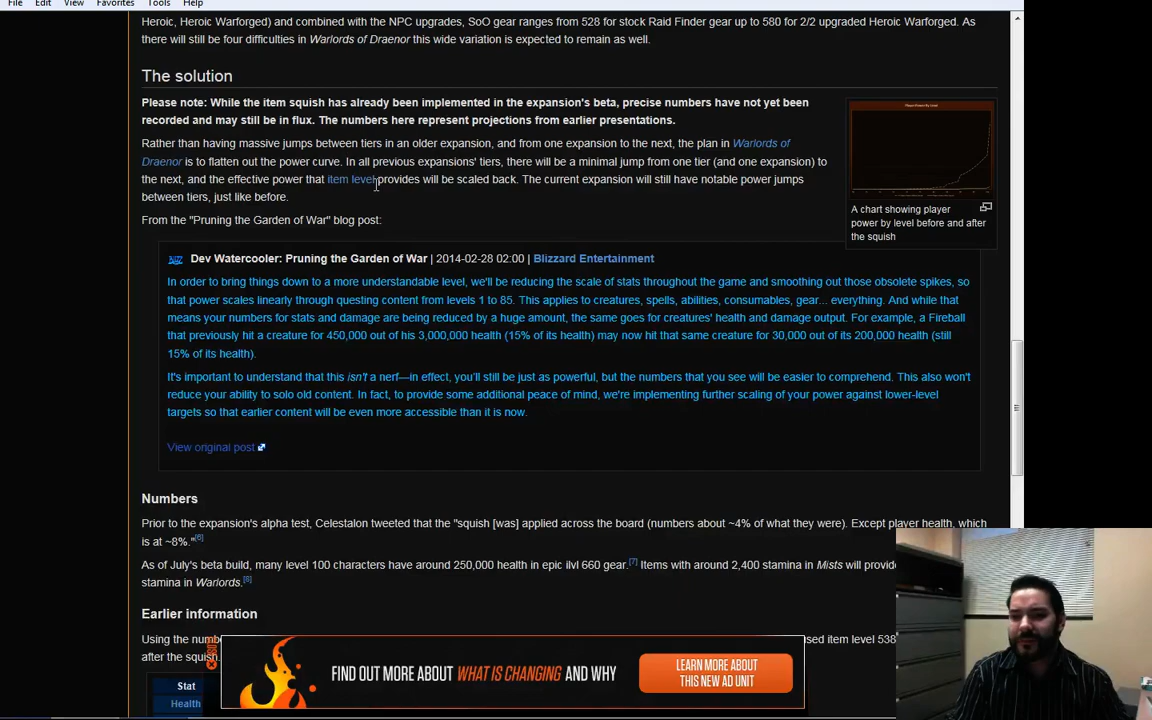 File Edit View Favorites Tools Help
Heroic, Heroic Warforged) and combined with the NPC upgrades, SoO gear ranges from 528 for stock Raid Finder gear up to 580 for 2/2 upgraded Heroic Warforged. As
there will still be four difficulties in Warlords of Draenor this wide variation is expected to remain as well.
The solution
Please note: While the item squish has already been implemented in the expansion's beta, precise numbers have not yet been
recorded and may still be in flux. The numbers here represent projections from earlier presentations.
Rather than having massive jumps between tiers in an older expansion, and from one expansion to the next, the plan in Warlords of
Draenor is to flatten out the power curve. In all previous expansions' tiers, there will be a minimal jump from one tier (and one expansion) to
the next, and the effective power that item level provides will be scaled back. The current expansion will still have notable power jumps
between tiers, just like before.
A chart showing player
power by level before and after
the squish
From the "Pruning the Garden of War" blog post:
Dev Watercooler: Pruning the Garden of War | 2014-02-28 02:00 | Blizzard Entertainment
In order to bring things down to a more understandable level, we'll be reducing the scale of stats throughout the game and smoothing out those obsolete spikes, so
that power scales linearly through questing content from levels 1 to 85. This applies to creatures, spells, abilities, consumables, gear... everything. And while that
means your numbers for stats and damage are being reduced by a huge amount, the same goes for creatures' health and damage output. For example, a Fireball
that previously hit a creature for 450,000 out of his 3,000,000 health (15% of its health) may now hit that same creature for 30,000 out of its 200,000 health (still
15% of its health).
It's important to understand that this isn't a nerf—in effect, you'll still be just as powerful, but the numbers that you see will be easier to comprehend. This also won't
reduce your ability to solo old content. In fact, to provide some additional peace of mind, we're implementing further scaling of your power against lower-level
targets so that earlier content will be even more accessible than it is now.
View original post
Numbers
Prior to the expansion's alpha test, Celestalon tweeted that the "squish [was] applied across the board (numbers about ~4% of what they were). Except player health, which
is at ~8%."[6]
As of July's beta build, many level 100 characters have around 250,000 health in epic ilvl 660 gear.[7] Items with around 2,400 stamina in Mists will provid
stamina in Warlords.[8]
Earlier information
Using the numb
sed item level 538
after the squish
FIND OUT MORE ABOUT WHAT IS CHANGING AND WHY
LEARN MORE ABOUT
THIS NEW AD UNIT
Stat
Health